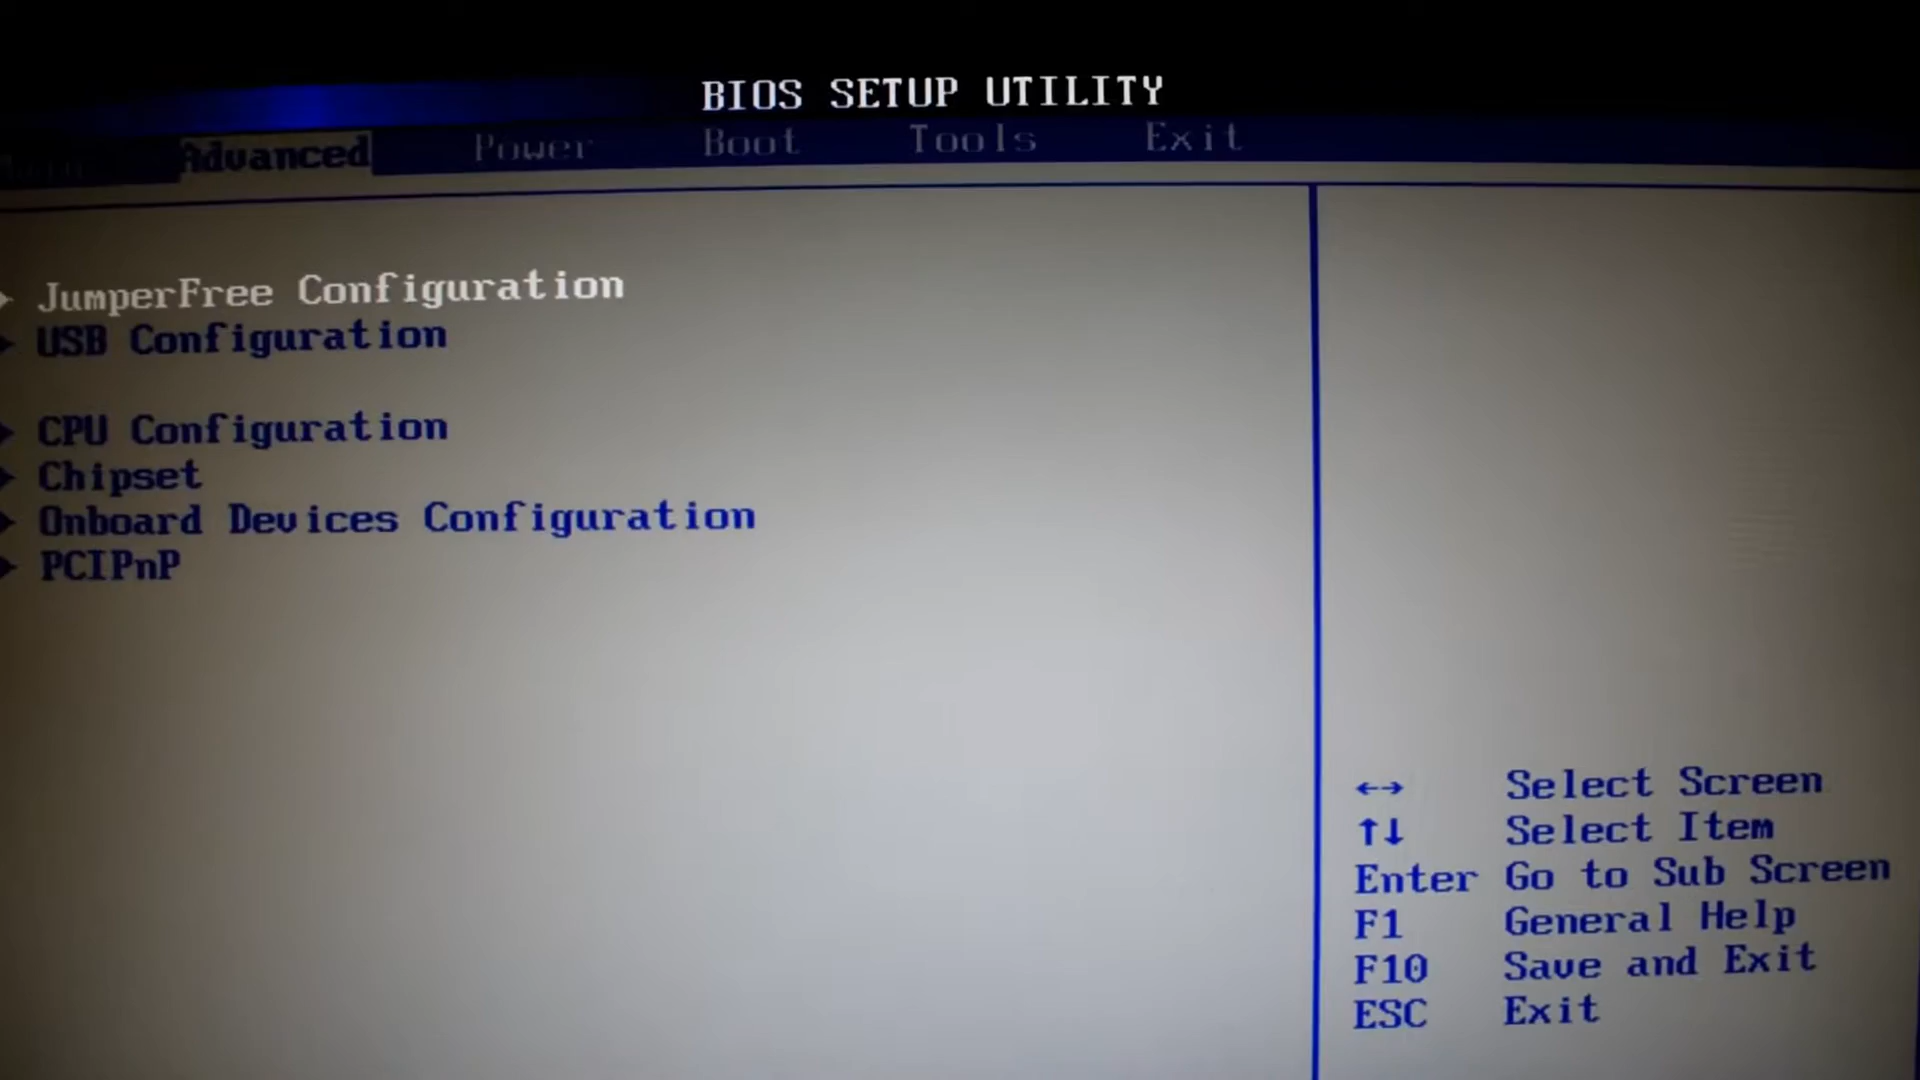 BIOS SETUP UTILITY
Advanced Power Boot Tools Exit
JumperFree Configuration
USB Configuration
CPU Configuration
Chipset
Onboard Devices Configuration
PCIPnP
←→ Select Screen
↑↓ Select Item
Enter Go to Sub Screen
F1 General Help
F10 Save and Exit
ESC Exit